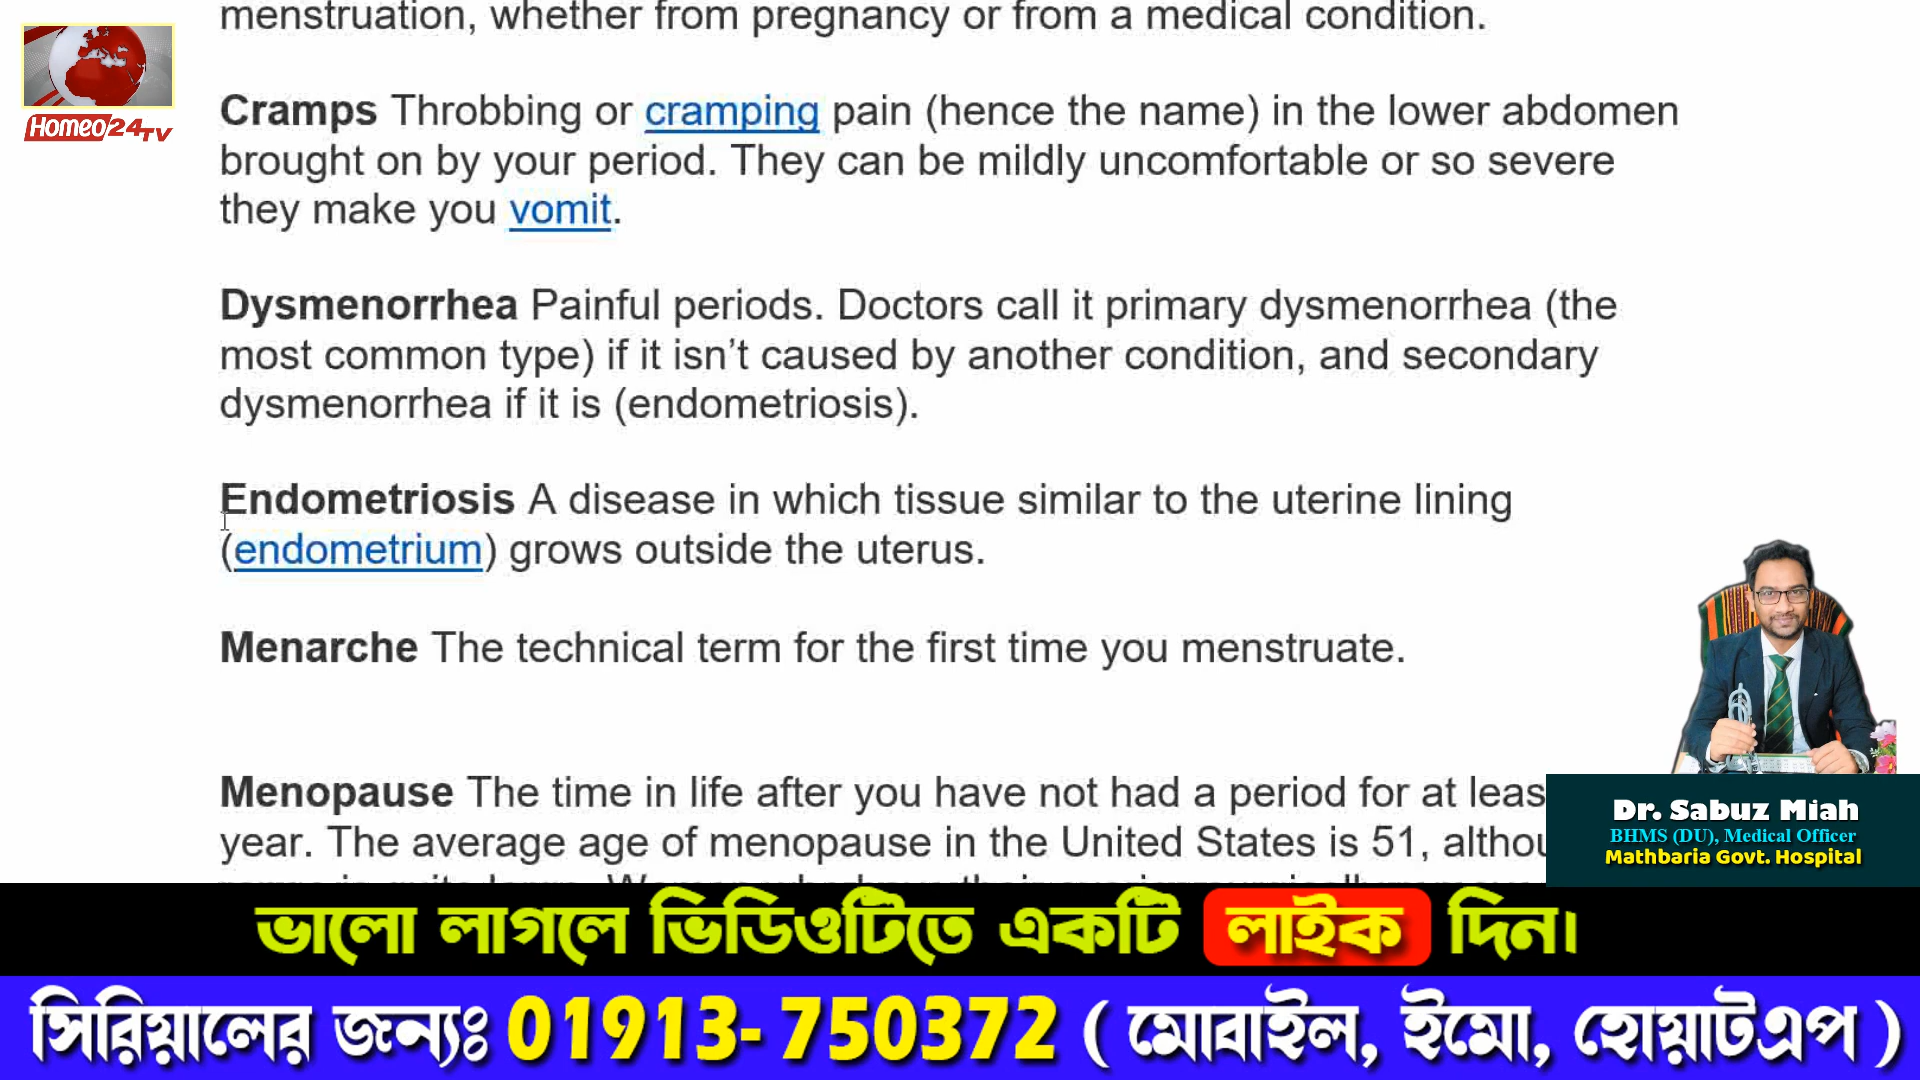 menstruation, whether from pregnancy or from a medical condition.
Homeo24TV
Cramps Throbbing or cramping pain (hence the name) in the lower abdomen
brought on by your period. They can be mildly uncomfortable or so severe
they make you vomit.
Dysmenorrhea Painful periods. Doctors call it primary dysmenorrhea (the
most common type) if it isn’t caused by another condition, and secondary
dysmenorrhea if it is (endometriosis).
Endometriosis A disease in which tissue similar to the uterine lining
(endometrium) grows outside the uterus.
Menarche The technical term for the first time you menstruate.
Menopause The time in life after you have not had a period for at leas
year. The average age of menopause in the United States is 51, althou
Dr. Sabuz Miah
BHMS (DU), Medical Officer
Mathbaria Govt. Hospital
ভালো লাগলে ভিডিওটিতে একটি লাইক দিন।
সিরিয়ালের জন্যঃ 01913- 750372 ( মোবাইল, ইমো, হোয়াটএপ )